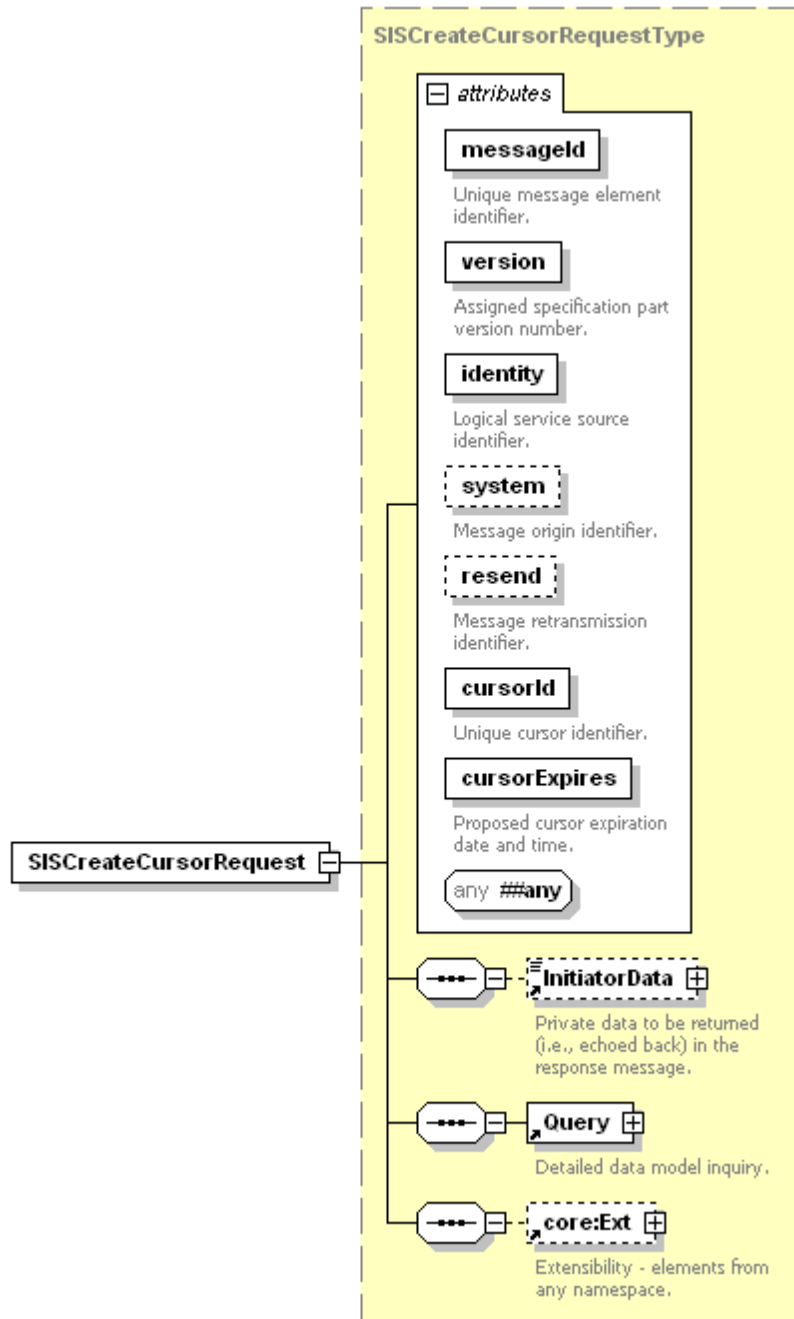 SISCreateCursorRequestType
attributes
messageId
Unique message element
identifier.
version
Assigned specification part
version number.
identity
Logical service source
identifier.
system
Message origin identifier.
resend
Message retransmission
identifier.
cursorId
Unique cursor identifier.
cursorExpires
Proposed cursor expiration
date and time.
any ##any
SISCreateCursorRequest
InitiatorData
Private data to be returned
(i.e., echoed back) in the
response message.
Query
Detailed data model inquiry.
core:Ext
Extensibility - elements from
any namespace.